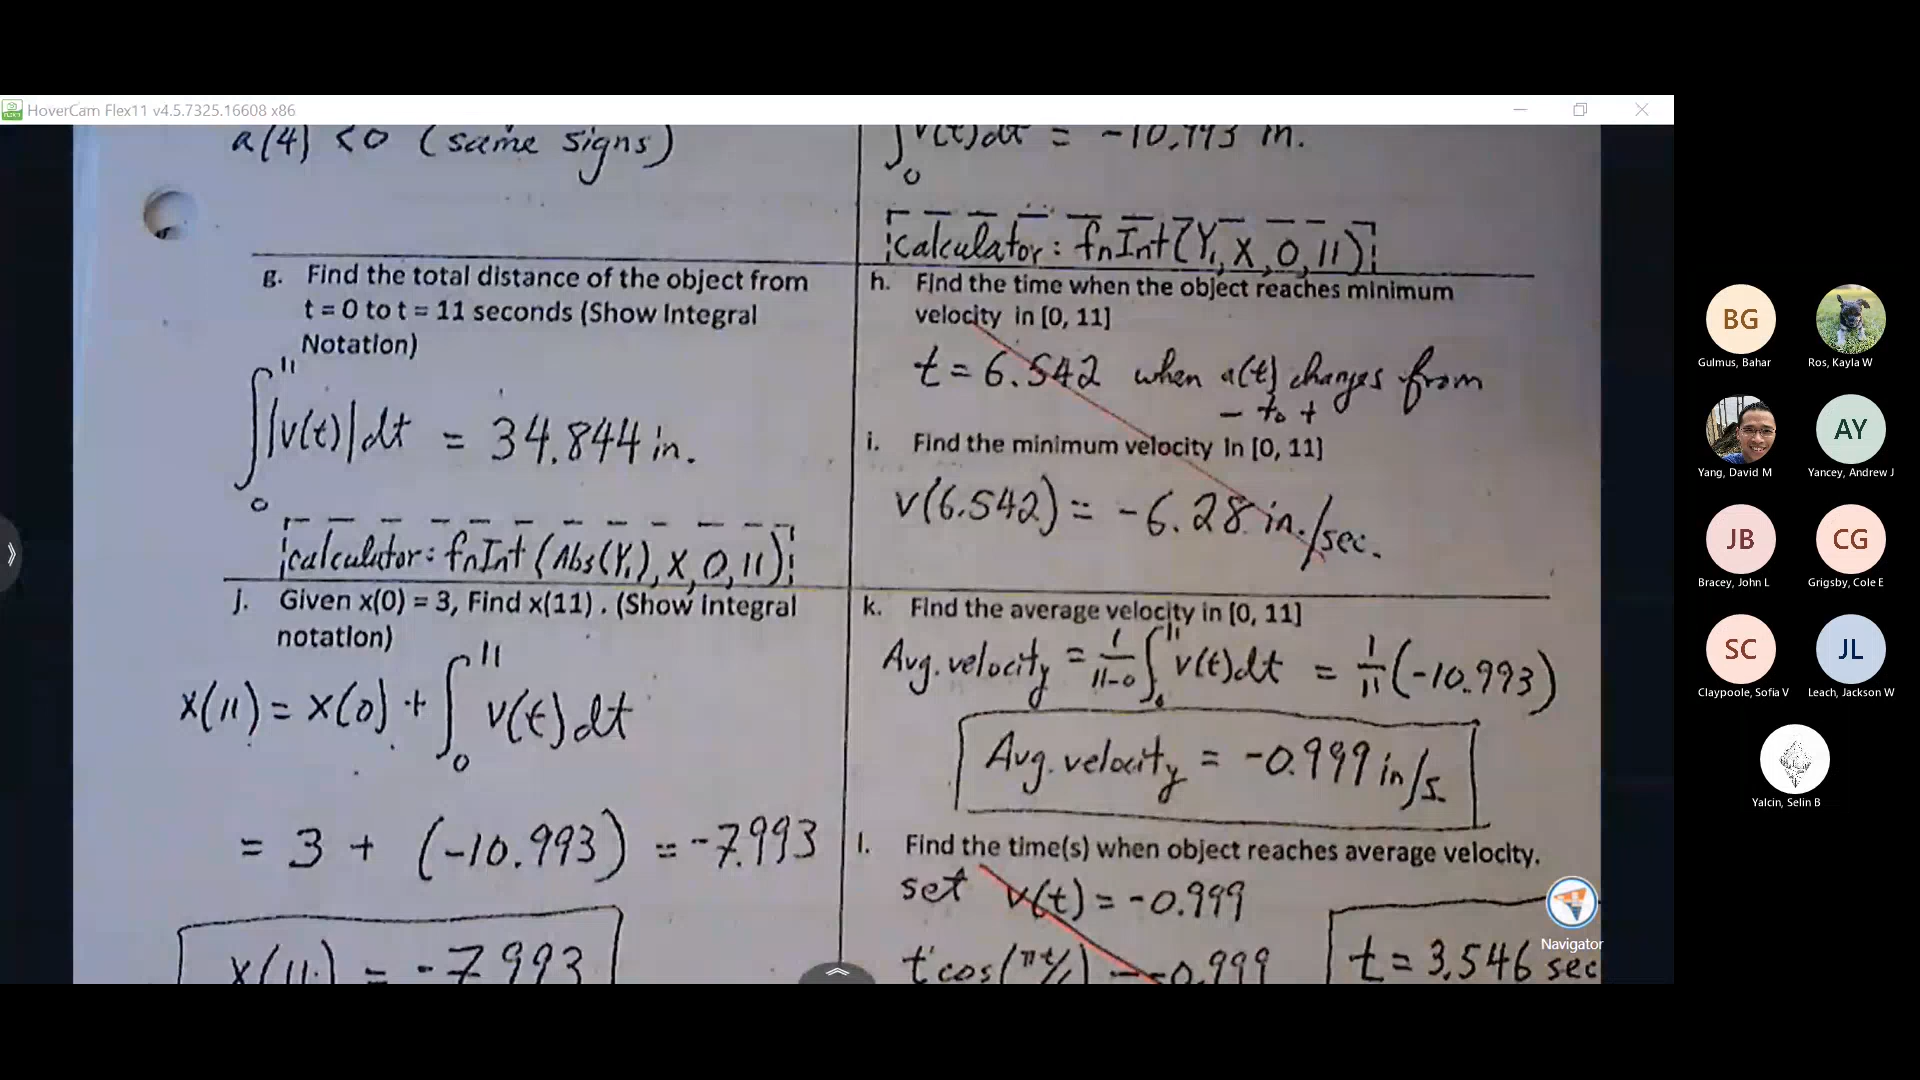 HoverCam Flex11 v4.5.7325.16608 x86
a(4) < 0 (same signs)
∫₀ v(t)dt = -10.993 in.
calculator: fnInt(Y₁, X, 0, 11)
g. Find the total distance of the object from
t = 0 to t = 11 seconds (Show Integral
Notation)
∫₀¹¹ |v(t)| dt = 34.844 in.
calculator: fnInt (Abs(Y₁), X, 0, 11)
h. Find the time when the object reaches minimum
velocity in [0, 11]
t = 6.542 when a(t) changes from
- to +
i. Find the minimum velocity in [0, 11]
v(6.542) = -6.28 in./sec.
j. Given x(0) = 3, Find x(11) . (Show integral
notation)
x(11) = x(0) + ∫₀¹¹ v(t) dt
= 3 + (-10.993) = -7.993
x(11) = -7.993
k. Find the average velocity in [0, 11]
Avg. velocity = 1/(11-0) ∫₀¹¹ v(t)dt = 1/11 (-10.993)
Avg. velocity = -0.999 in/s.
l. Find the time(s) when object reaches average velocity.
set v(t) = -0.999
t = 3.546 sec
Navigator
BG
Gulmus, Bahar
Ros, Kayla W
Yang, David M
AY
Yancey, Andrew J
JB
Bracey, John L
CG
Grigsby, Cole E
SC
Claypoole, Sofia V
JL
Leach, Jackson W
Yalcin, Selin B